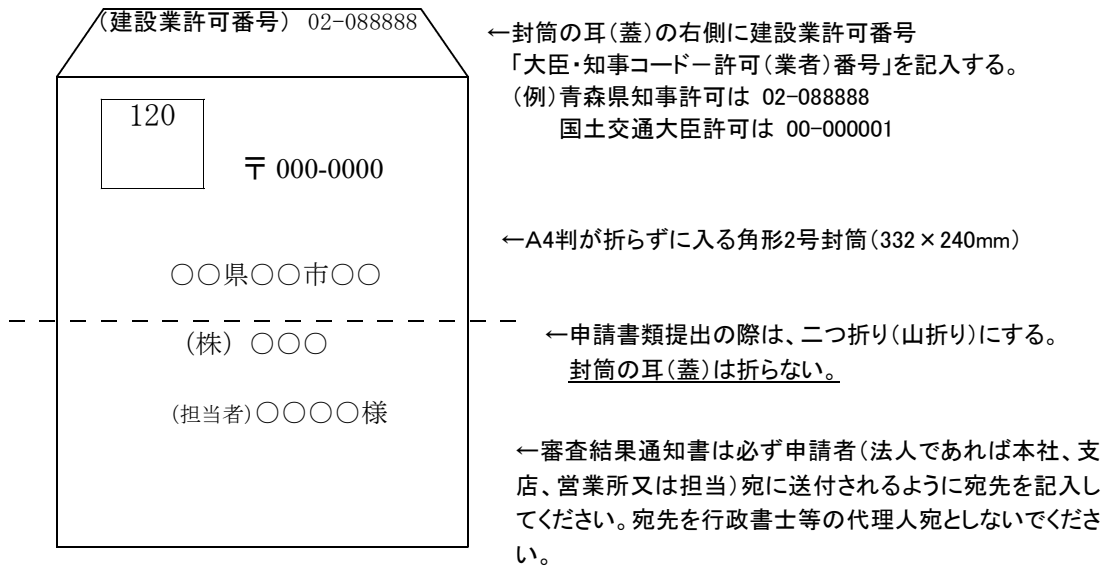 （建設業許可番号） 02-088888
←封筒の耳（蓋）の右側に建設業許可番号
「大臣・知事コード－許可（業者）番号」を記入する。
（例）青森県知事許可は 02-088888
国土交通大臣許可は 00-000001
120
〒 000-0000
←Ａ4判が折らずに入る角形2号封筒（332×240mm）
○○県○○市○○
(株) ○○○
←申請書類提出の際は、二つ折り（山折り）にする。
封筒の耳（蓋）は折らない。
(担当者)○○○○様
←審査結果通知書は必ず申請者（法人であれば本社、支
店、営業所又は担当）宛に送付されるように宛先を記入し
てください。宛先を行政書士等の代理人宛としないでくださ
い。